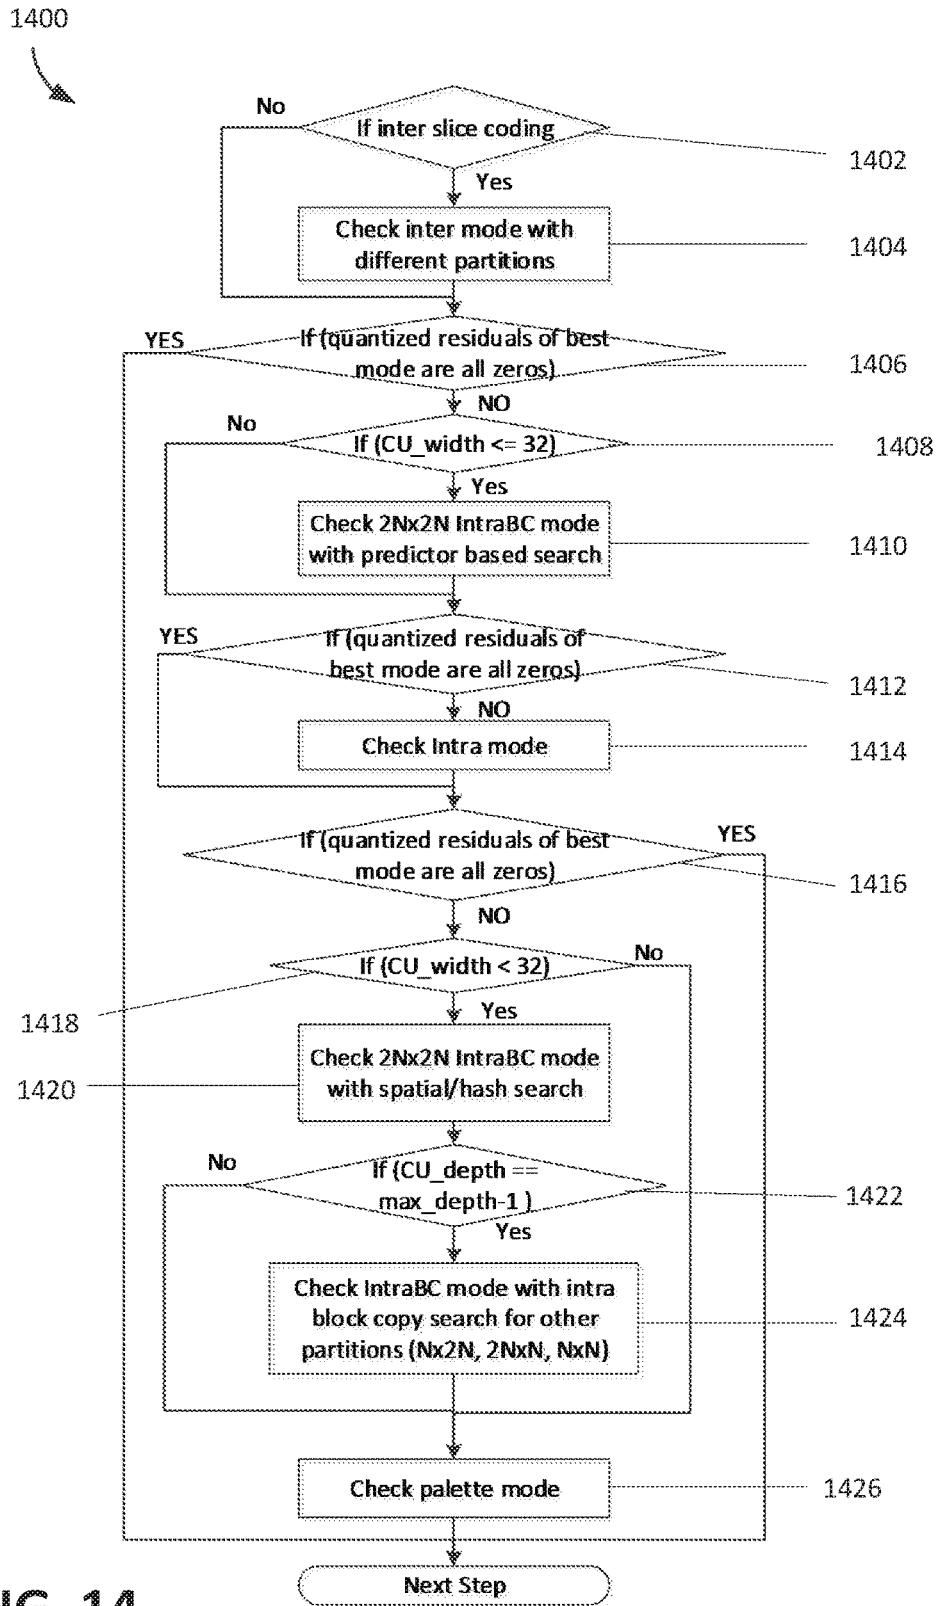 1400
No
If inter slice coding
1402
Yes
Check inter mode with
different partitions
1404
YES
If (quantized residuals of best
mode are all zeros)
1406
NO
No
If (CU_width <= 32)
1408
Yes
Check 2Nx2N IntraBC mode
with predictor based search
1410
YES
If (quantized residuals of
best mode are all zeros)
1412
NO
Check Intra mode
1414
If (quantized residuals of best
mode are all zeros)
YES
1416
NO
If (CU_width < 32)
No
1418
Yes
Check 2Nx2N IntraBC mode
with spatial/hash search
1420
No
If (CU_depth ==
max_depth-1 )
1422
Yes
Check IntraBC mode with intra
block copy search for other
partitions (Nx2N, 2NxN, NxN)
1424
Check palette mode
1426
Next Step